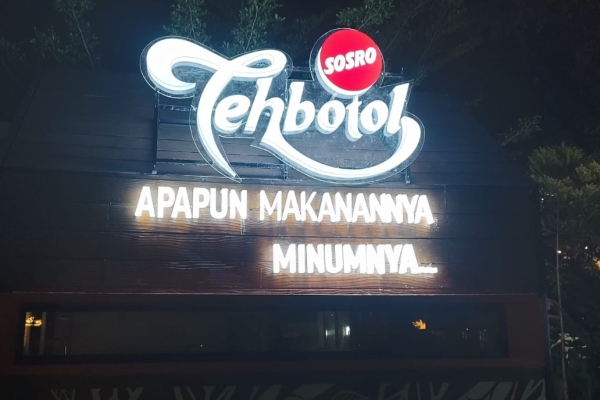 SOSRO
Tehbotol
APAPUN MAKANANNYA
MINUMNYA...